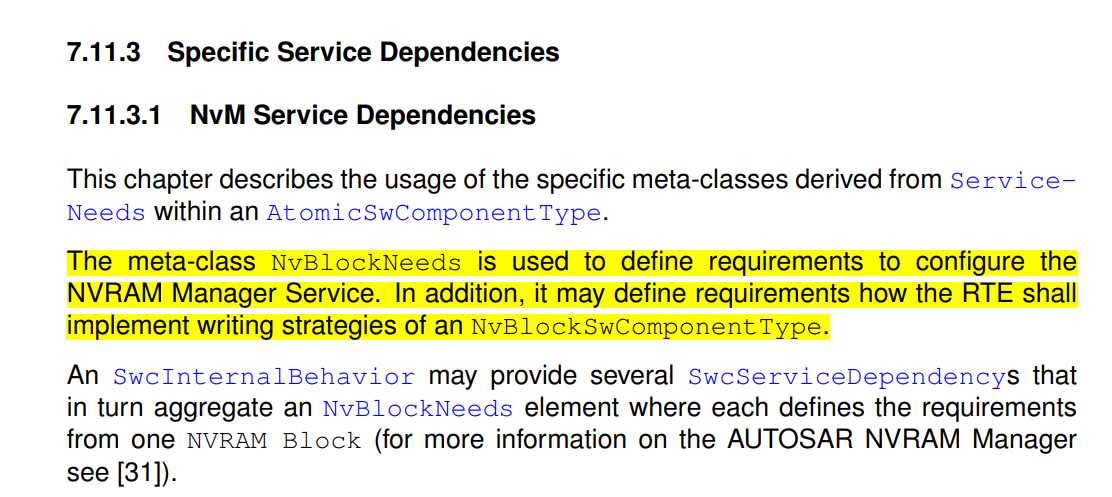 7.11.3 Specific Service Dependencies
7.11.3.1 NvM Service Dependencies
This chapter describes the usage of the specific meta-classes derived from Service-
Needs within an AtomicSwComponentType.
The meta-class NvBlockNeeds is used to define requirements to configure the
NVRAM Manager Service. In addition, it may define requirements how the RTE shall
implement writing strategies of an NvBlockSwComponentType.
An SwcInternalBehavior may provide several SwcServiceDependencys that
in turn aggregate an NvBlockNeeds element where each defines the requirements
from one NVRAM Block (for more information on the AUTOSAR NVRAM Manager
see [31]).